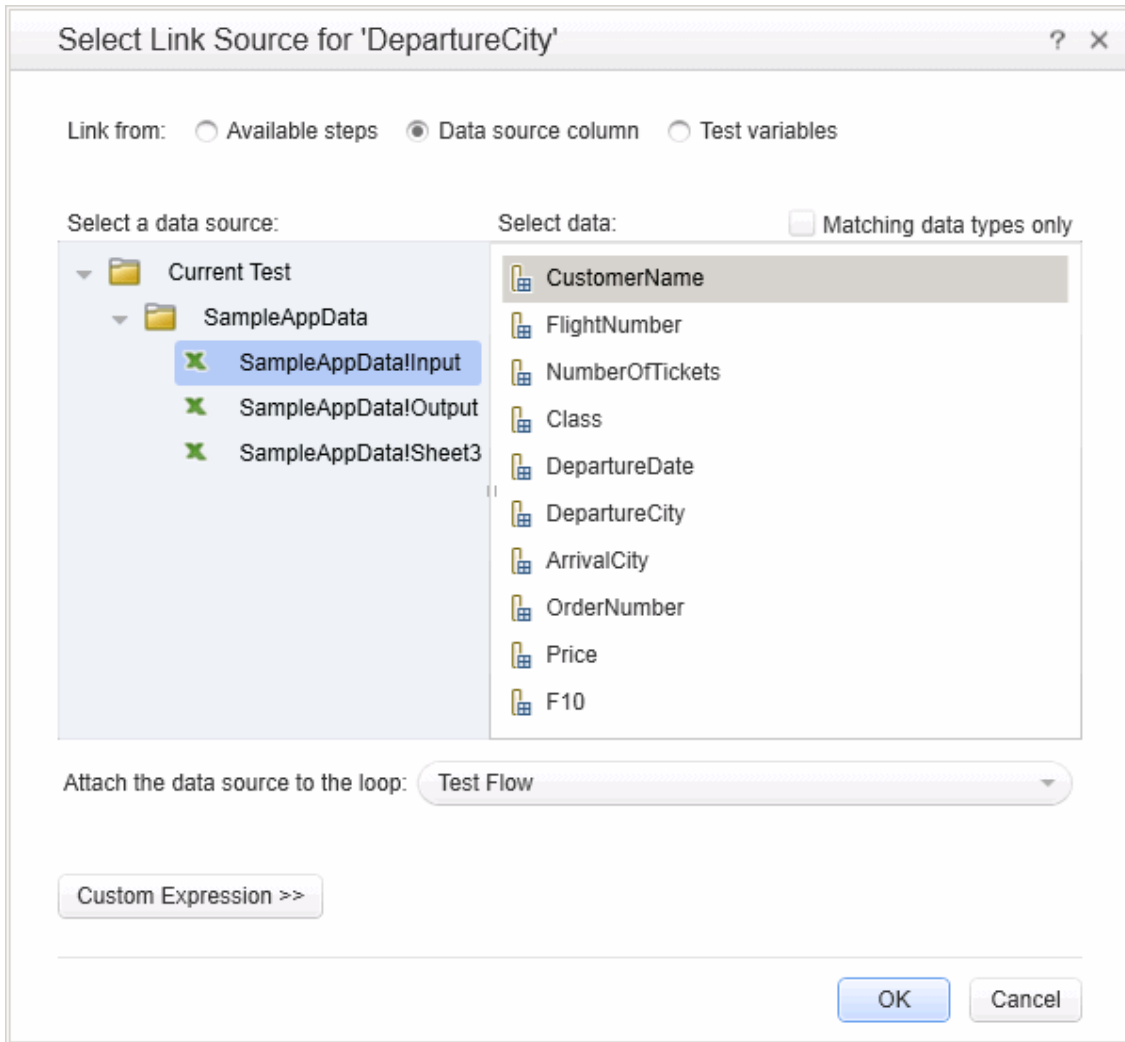 Select Link Source for 'DepartureCity' ? ×
Link from: Available steps Data source column Test variables
Select a data source: Select data: Matching data types only
Current Test
SampleAppData
SampleAppData!Input
SampleAppData!Output
SampleAppData!Sheet3
CustomerName
FlightNumber
NumberOfTickets
Class
DepartureDate
DepartureCity
ArrivalCity
OrderNumber
Price
F10
Attach the data source to the loop: Test Flow
Custom Expression >>
OK Cancel